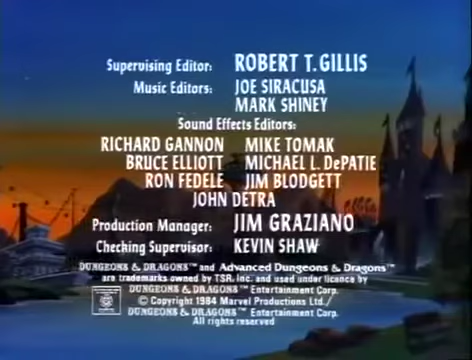 Supervising Editor: ROBERT T. GILLIS
Music Editors: JOE SIRACUSA
MARK SHINEY
Sound Effects Editors:
RICHARD GANNON MIKE TOMAK
BRUCE ELLIOTT MICHAEL L. DePATIE
RON FEDELE JIM BLODGETT
JOHN DETRA
Production Manager: JIM GRAZIANO
Checking Supervisor: KEVIN SHAW
DUNGEONS & DRAGONS™ and Advanced Dungeons & Dragons™
are trademarks owned by TSR, Inc. and used under licence by
DUNGEONS & DRAGONS™ Entertainment Corp.
© Copyright 1984 Marvel Productions Ltd./
DUNGEONS & DRAGONS™ Entertainment Corp.
All rights reserved